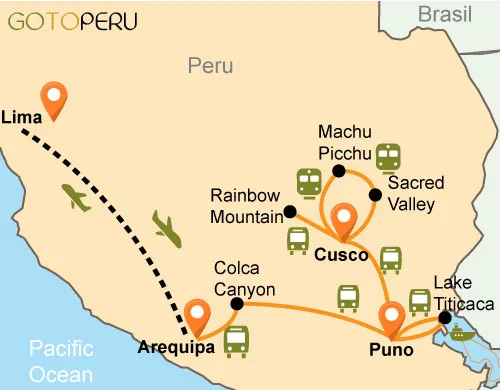 GOTOPERU
Brasil
Peru
Lima
Machu
Picchu
Sacred
Valley
Rainbow
Mountain
Cusco
Colca
Canyon
Lake
Titicaca
Arequipa
Puno
Pacific
Ocean